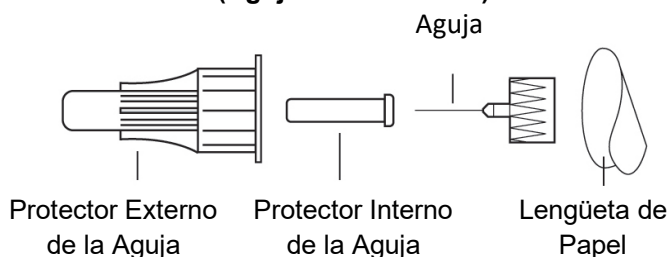 Aguja
Protector Externo
de la Aguja
Protector Interno
de la Aguja
Lengüeta de
Papel